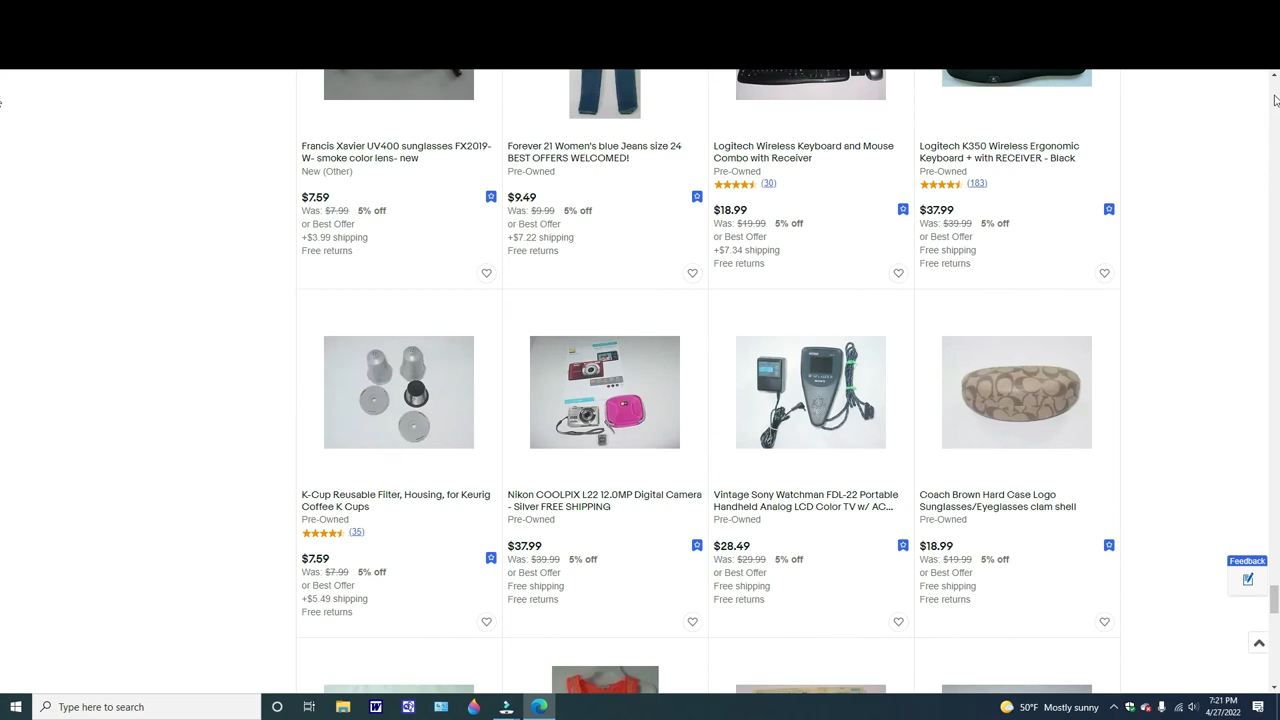 Francis Xavier UV400 sunglasses FX2019-
W- smoke color lens- new
New (Other)
$7.59
Was: $7.99 5% off
or Best Offer
+$3.99 shipping
Free returns
Forever 21 Women's blue Jeans size 24
BEST OFFERS WELCOMED!
Pre-Owned
$9.49
Was: $9.99 5% off
or Best Offer
+$7.22 shipping
Free returns
Logitech Wireless Keyboard and Mouse
Combo with Receiver
Pre-Owned
(30)
$18.99
Was: $19.99 5% off
or Best Offer
+$7.34 shipping
Free returns
Logitech K350 Wireless Ergonomic
Keyboard + with RECEIVER - Black
Pre-Owned
(183)
$37.99
Was: $39.99 5% off
or Best Offer
Free shipping
Free returns
K-Cup Reusable Filter, Housing, for Keurig
Coffee K Cups
Pre-Owned
(35)
$7.59
Was: $7.99 5% off
or Best Offer
+$5.49 shipping
Free returns
Nikon COOLPIX L22 12.0MP Digital Camera
- Silver FREE SHIPPING
Pre-Owned
$37.99
Was: $39.99 5% off
or Best Offer
Free shipping
Free returns
Vintage Sony Watchman FDL-22 Portable
Handheld Analog LCD Color TV w/ AC...
Pre-Owned
$28.49
Was: $29.99 5% off
or Best Offer
Free shipping
Free returns
Coach Brown Hard Case Logo
Sunglasses/Eyeglasses clam shell
Pre-Owned
$18.99
Was: $19.99 5% off
or Best Offer
Free shipping
Free returns
Feedback
Type here to search
50°F Mostly sunny
7:21 PM
4/27/2022